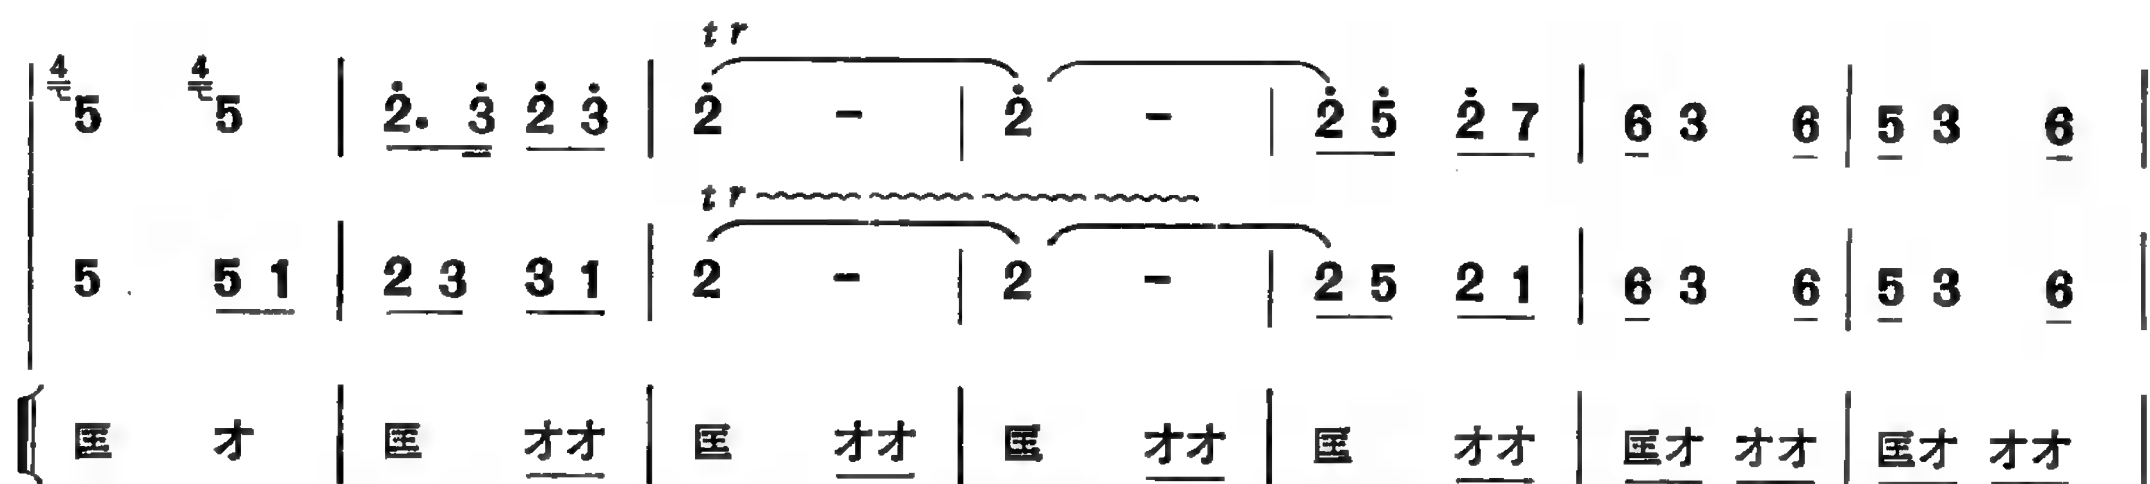 tr
4 5 4 5 | 2̇. 3̇ 2̇ 3̇ | 2̇ - | 2̇ - | 2̇ 5̇ 2̇ 7 | 6 3 6 | 5 3 6 |
tr
5 5 1 | 2 3 3 1 | 2 - | 2 - | 2 5 2 1 | 6 3 6 | 5 3 6 |
匡 才 | 匡 才才 | 匡 才才 | 匡 才才 | 匡 才才 | 匡才 才才 | 匡才 才才 |